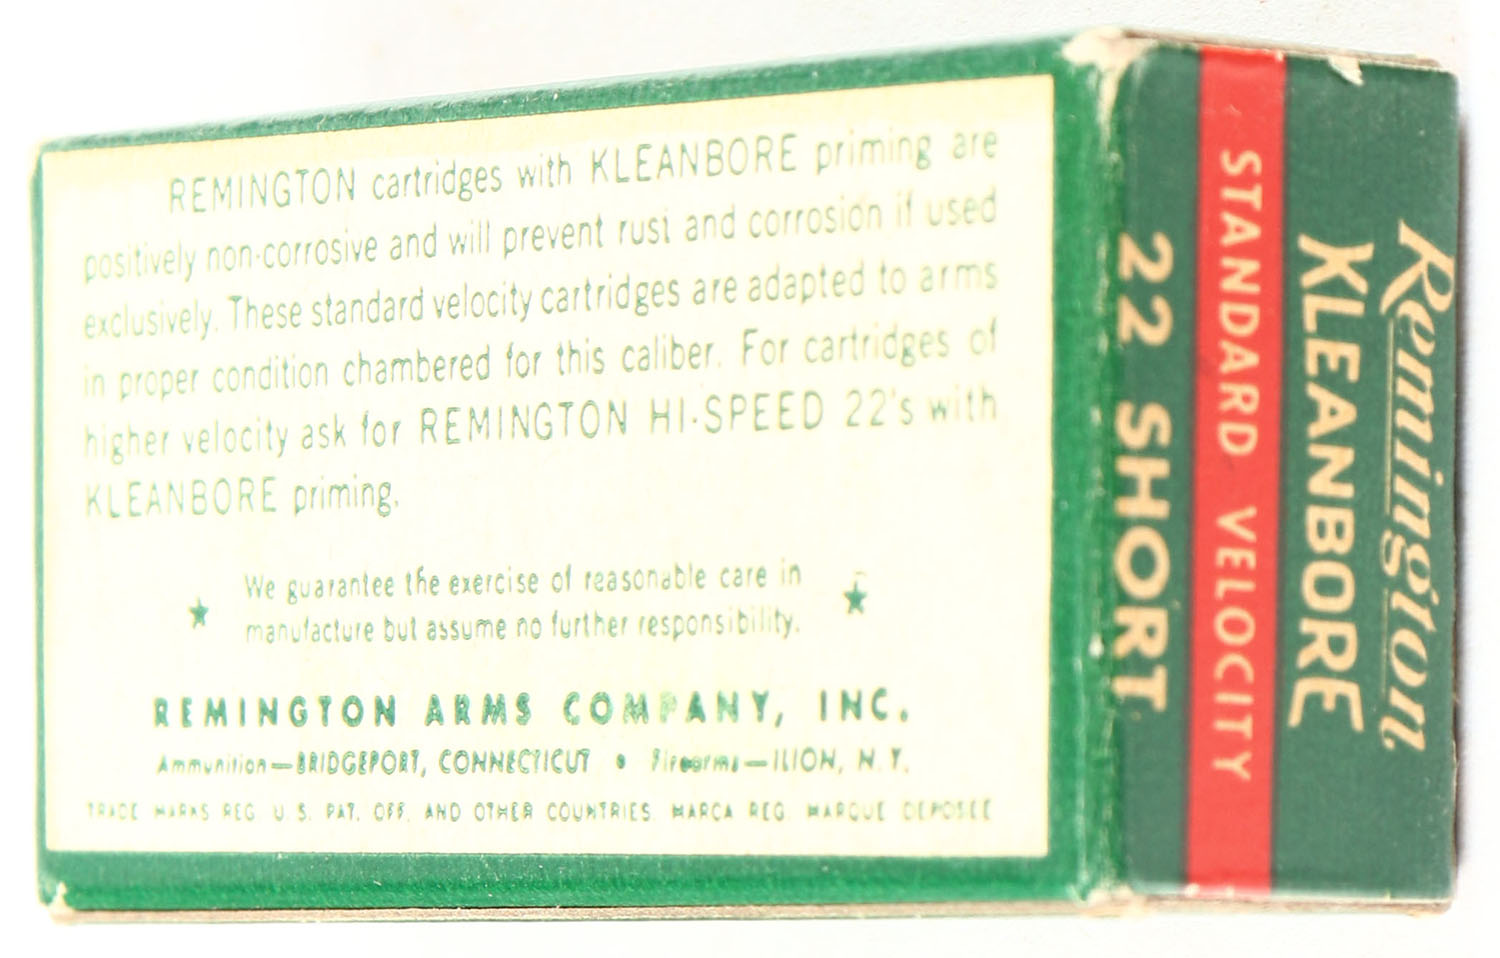 REMINGTON cartridges with KLEANBORE priming are
positively non-corrosive and will prevent rust and corrosion if used
exclusively. These standard velocity cartridges are adapted to arms
in proper condition chambered for this caliber. For cartridges of
higher velocity ask for REMINGTON HI-SPEED 22's with
KLEANBORE priming.
We guarantee the exercise of reasonable care in
manufacture but assume no further responsibility.
REMINGTON ARMS COMPANY, INC.
Ammunition—BRIDGEPORT, CONNECTICUT • Firearms—ILION, N.Y.
TRADE MARKS REG. U.S. PAT. OFF. AND OTHER COUNTRIES. MARCA REG. MARQUE DEPOSEE
Remington
KLEANBORE
STANDARD VELOCITY
22 SHORT